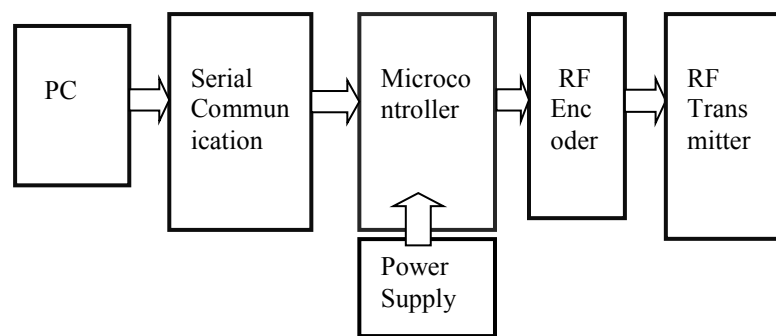 PC
Serial
Commun
ication
Microco
ntroller
RF
Enc
oder
RF
Trans
mitter
Power
Supply